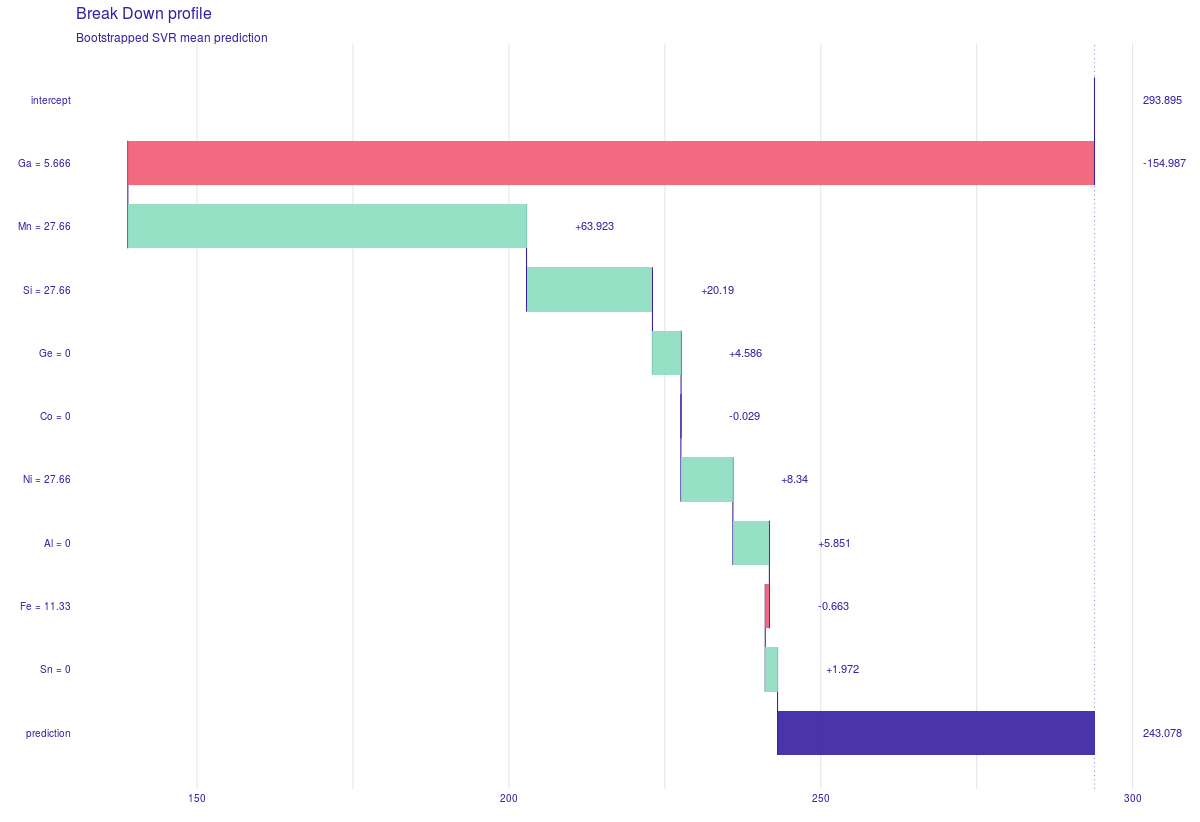 Break Down profile
Bootstrapped SVR mean prediction
intercept 293.895
Ga = 5.666 -154.987
Mn = 27.66 +63.923
Si = 27.66 +20.19
Ge = 0 +4.586
Co = 0 -0.029
Ni = 27.66 +8.34
Al = 0 +5.851
Fe = 11.33 -0.663
Sn = 0 +1.972
prediction 243.078
150 200 250 300